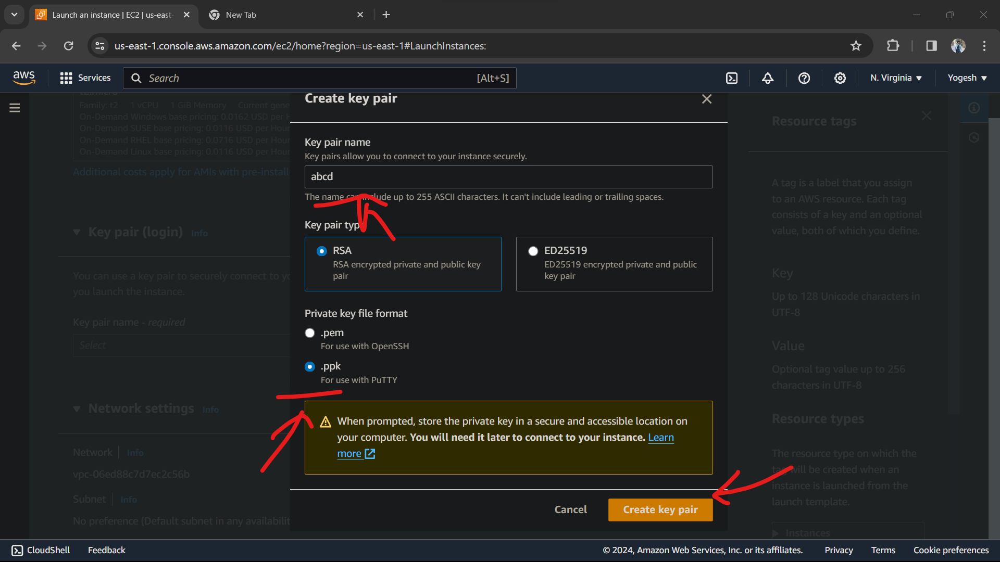 Launch an instance | EC2 | us-east-
New Tab
us-east-1.console.aws.amazon.com/ec2/home?region=us-east-1#LaunchInstances:
aws
Services
Search
[Alt+S]
N. Virginia
Yogesh
Family: t2 1 vCPU 1 GiB Memory Current gene
On-Demand Windows base pricing: 0.0162 USD per H
On-Demand SUSE base pricing: 0.0116 USD per Hour
On-Demand RHEL base pricing: 0.0716 USD per Hour
On-Demand Linux base pricing: 0.0116 USD per Hour
Additional costs apply for AMIs with pre-installe
Key pair (login) Info
You can use a key pair to securely connect to yo
you launch the instance.
Key pair name - required
Select
Network settings Info
Network Info
vpc-06ed88c7d7ec2c56b
Subnet Info
No preference (Default subnet in any availabilit
Create key pair
Key pair name
Key pairs allow you to connect to your instance securely.
abcd
The name can include up to 255 ASCII characters. It can't include leading or trailing spaces.
Key pair type
RSA
RSA encrypted private and public key
pair
ED25519
ED25519 encrypted private and public
key pair
Private key file format
.pem
For use with OpenSSH
.ppk
For use with PuTTY
When prompted, store the private key in a secure and accessible location on
your computer. You will need it later to connect to your instance. Learn
more
Cancel
Create key pair
Resource tags
A tag is a label that you assign
to an AWS resource. Each tag
consists of a key and an optional
value, both of which you define.
Key
Up to 128 Unicode characters in
UTF-8
Value
Optional tag value up to 256
characters in UTF-8
Resource types
The resource type on which the
tag will be created when an
instance is launched from the
launch template.
Instances
CloudShell
Feedback
© 2024, Amazon Web Services, Inc. or its affiliates.
Privacy
Terms
Cookie preferences